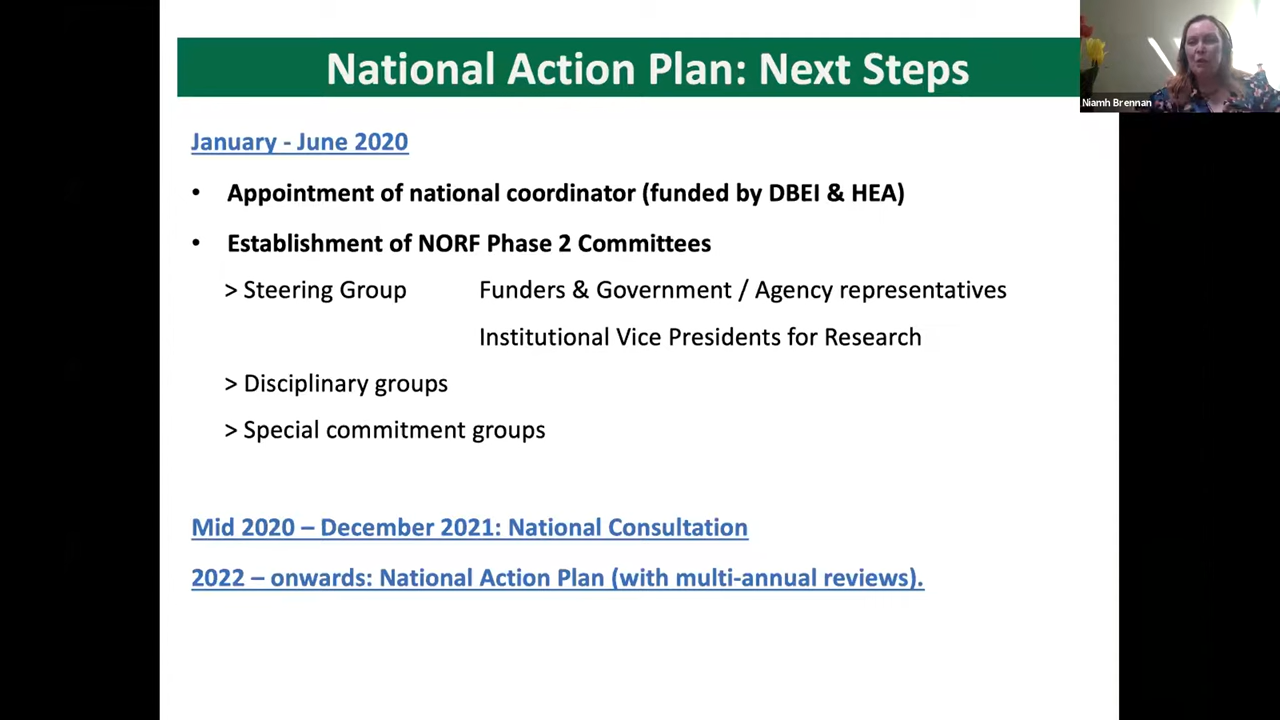 National Action Plan: Next Steps
Niamh Brennan
January - June 2020
• Appointment of national coordinator (funded by DBEI & HEA)
• Establishment of NORF Phase 2 Committees
> Steering Group Funders & Government / Agency representatives
Institutional Vice Presidents for Research
> Disciplinary groups
> Special commitment groups
Mid 2020 – December 2021: National Consultation
2022 – onwards: National Action Plan (with multi-annual reviews).